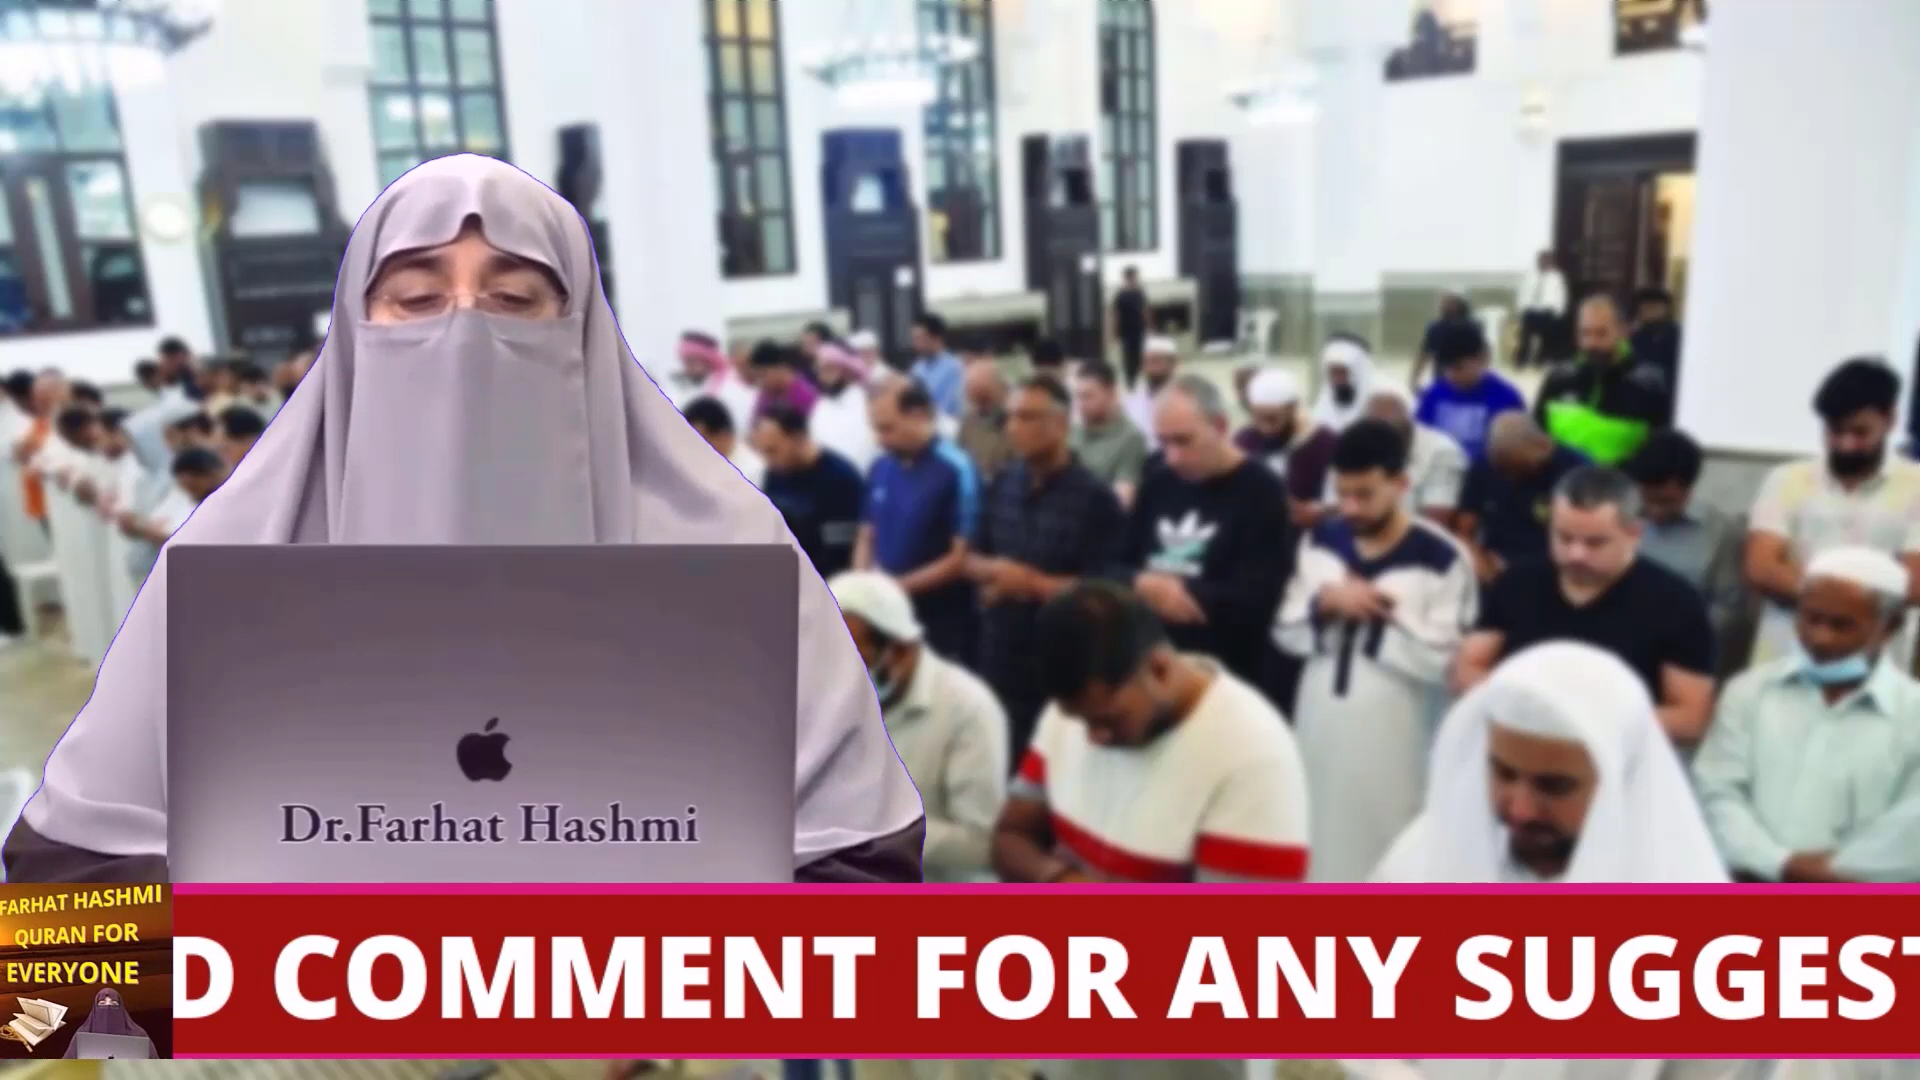 Dr.Farhat Hashmi
FARHAT HASHMI
QURAN FOR
EVERYONE
D COMMENT FOR ANY SUGGEST